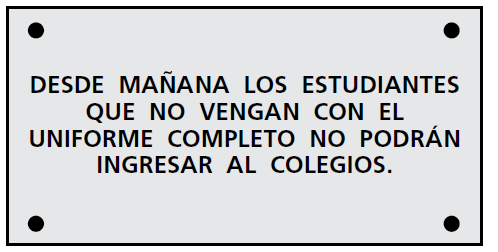 DESDE MAÑANA LOS ESTUDIANTES
QUE NO VENGAN CON EL
UNIFORME COMPLETO NO PODRÁN
INGRESAR AL COLEGIOS.